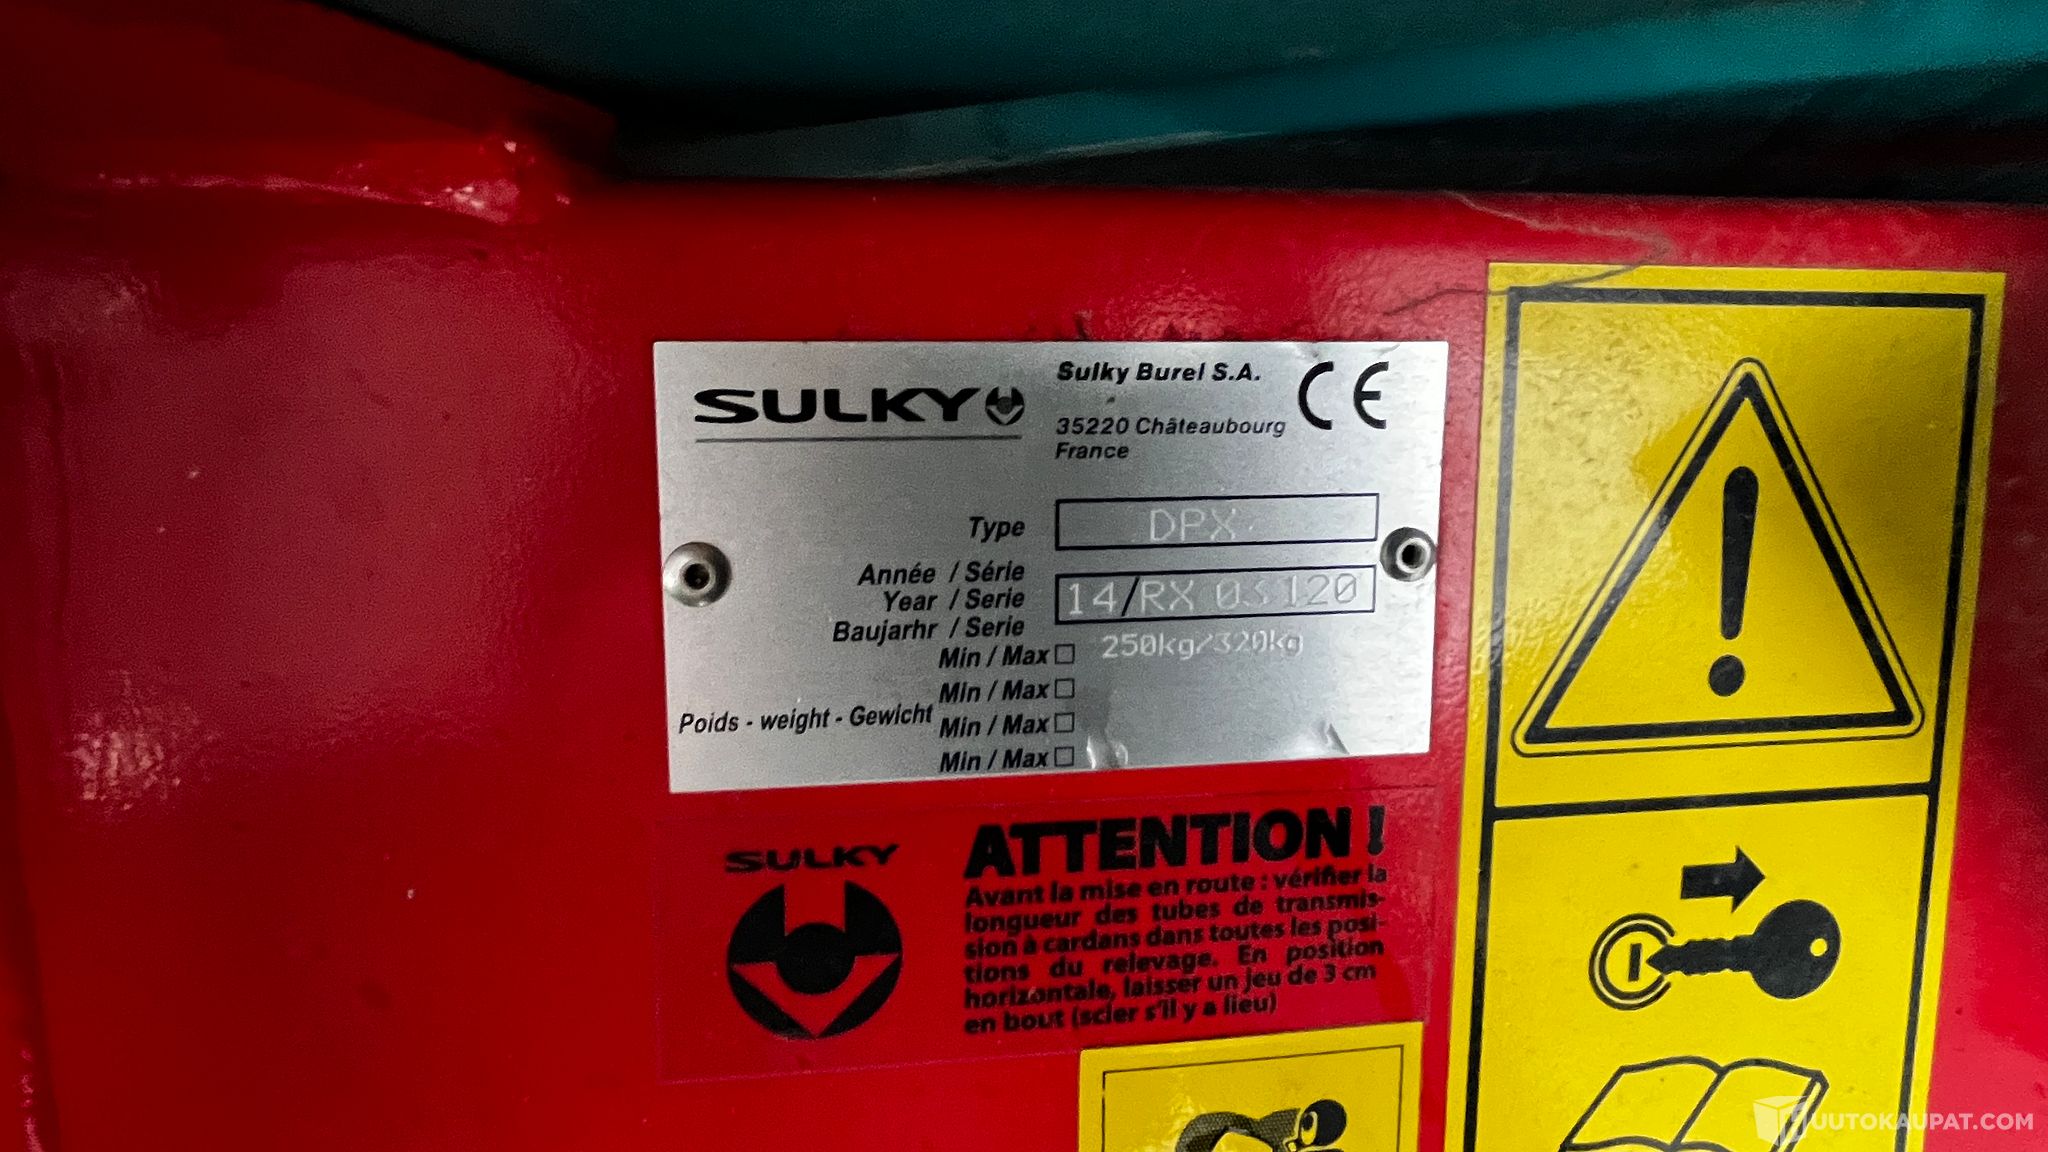 SULKY
Sulky Burel S.A.
CE
35220 Châteaubourg
France
Type DPX
Année / Série
Year / Serie 14/RX 03 120
Baujarhr / Serie
Min / Max 250kg/320kg
Min / Max
Poids - weight - Gewicht Min / Max
Min / Max
SULKY
ATTENTION !
Avant la mise en route : vérifier la
longueur des tubes de transmis-
sion à cardans dans toutes les posi-
tions du relevage. En position
horizontale, laisser un jeu de 3 cm
en bout (scier s'il y a lieu)
UUTOKAUPAT.COM